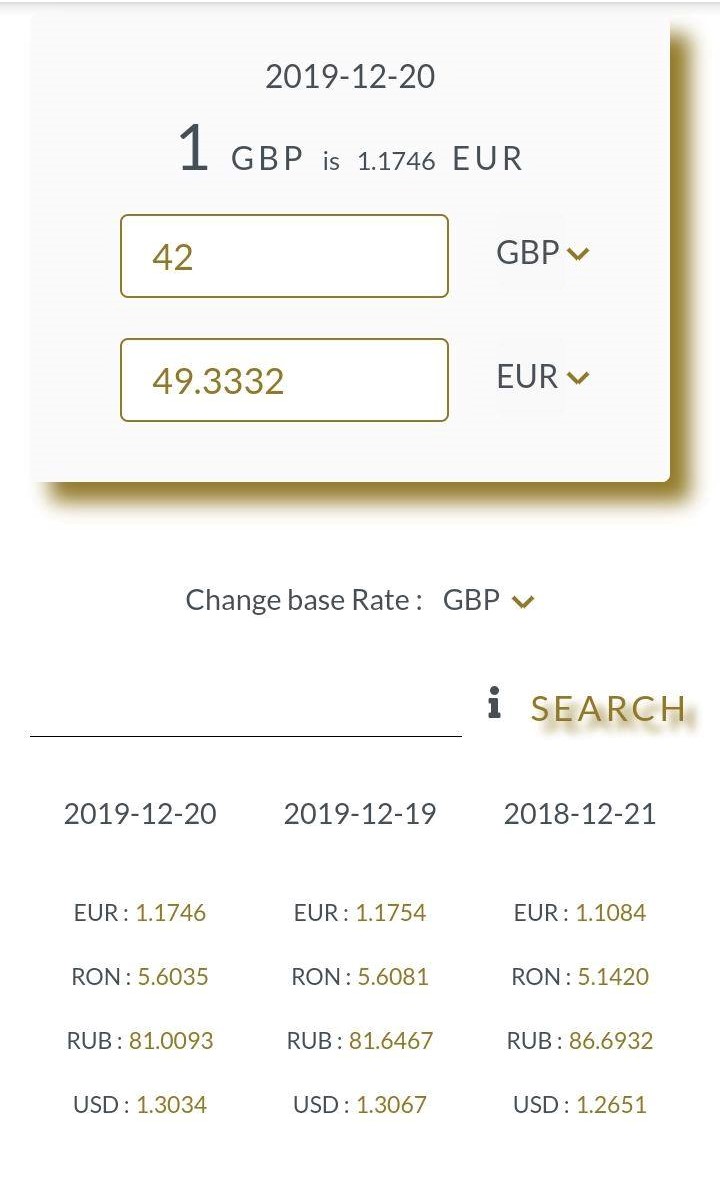 2019-12-20
1 GBP is 1.1746 EUR
42 GBP
49.3332 EUR
Change base Rate : GBP
i SEARCH
2019-12-20 2019-12-19 2018-12-21
EUR : 1.1746 EUR : 1.1754 EUR : 1.1084
RON : 5.6035 RON : 5.6081 RON : 5.1420
RUB : 81.0093 RUB : 81.6467 RUB : 86.6932
USD : 1.3034 USD : 1.3067 USD : 1.2651